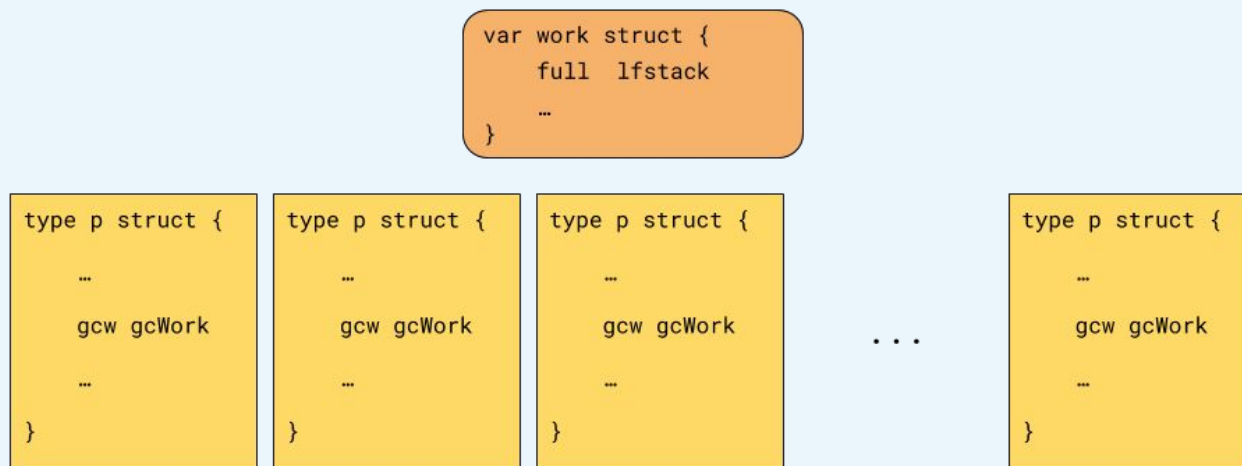 var work struct {
full lfstack
…
}
type p struct {
…
gcw gcWork
…
}
type p struct {
…
gcw gcWork
…
}
type p struct {
…
gcw gcWork
…
}
...
type p struct {
…
gcw gcWork
…
}